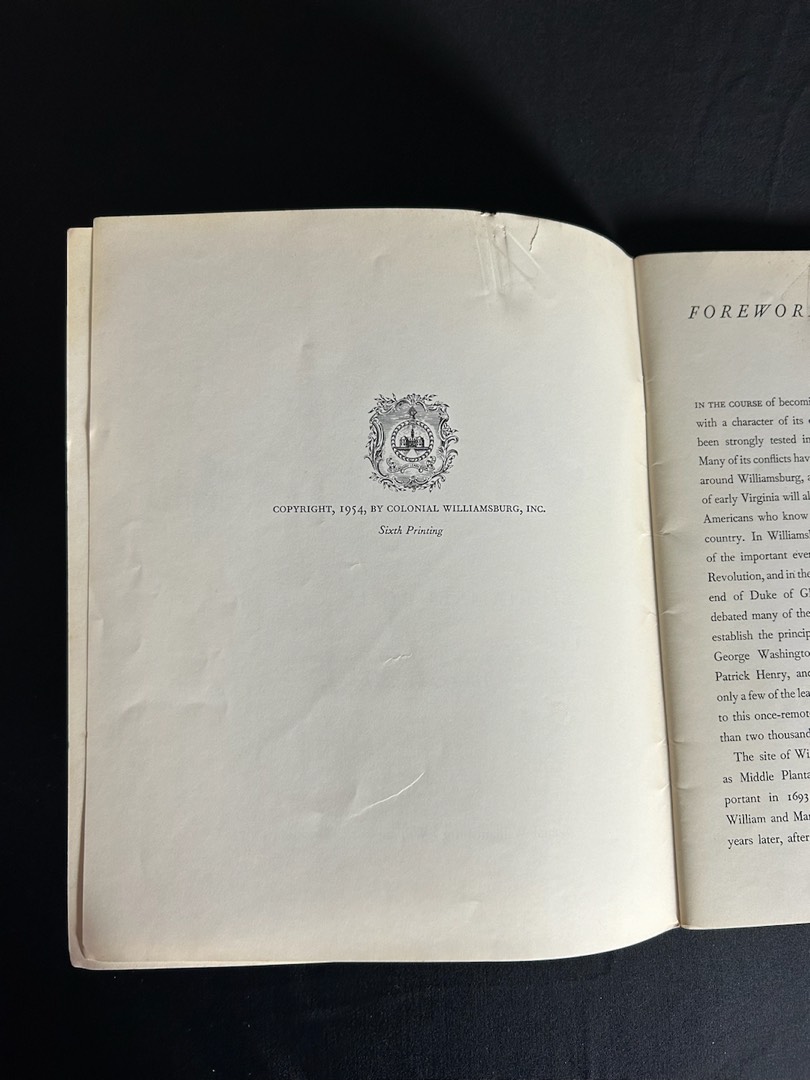 COPYRIGHT, 1954, BY COLONIAL WILLIAMSBURG, INC.
Sixth Printing
FOREWOR
IN THE COURSE of becomi
with a character of its
been strongly tested in
Many of its conflicts hav
around Williamsburg, a
of early Virginia will al
Americans who know
country. In Williams
of the important eve
Revolution, and in the
end of Duke of G
debated many of the
establish the princip
George Washingto
Patrick Henry, and
only a few of the lea
to this once-remot
than two thousand
The site of Wi
as Middle Planta
portant in 1693
William and Mar
years later, after